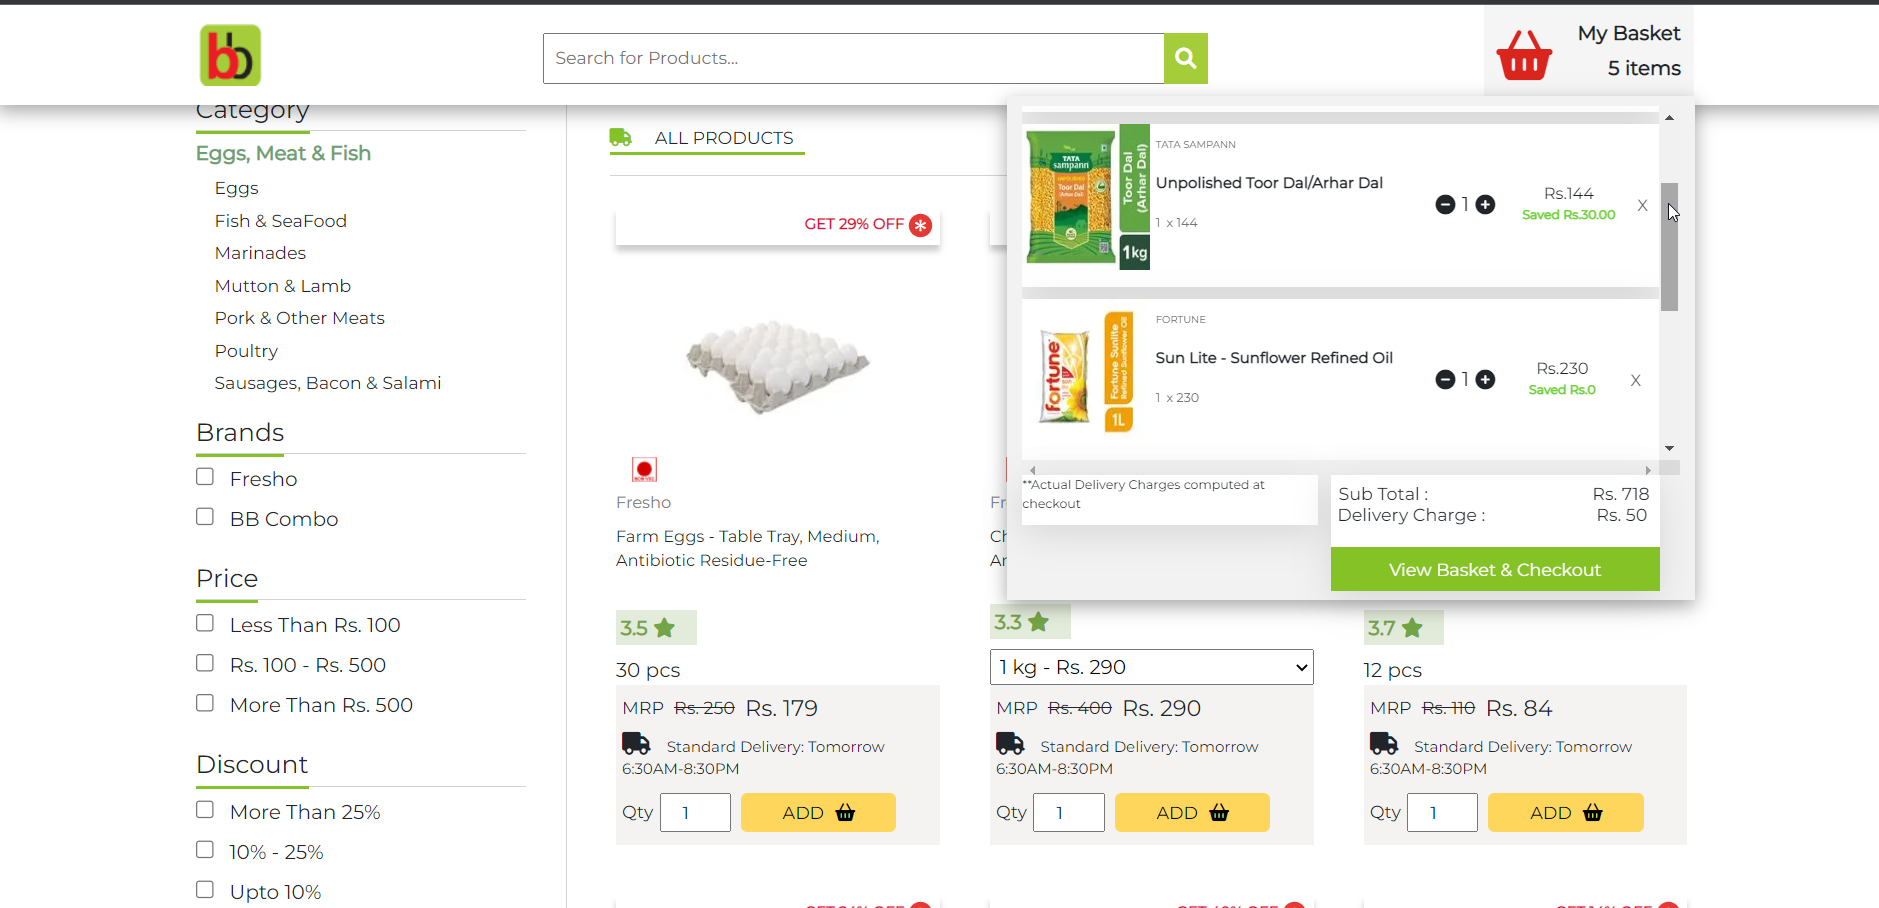 bb
Search for Products...
My Basket
5 items
Category
Eggs, Meat & Fish
Eggs
Fish & SeaFood
Marinades
Mutton & Lamb
Pork & Other Meats
Poultry
Sausages, Bacon & Salami
Brands
Fresho
BB Combo
Price
Less Than Rs. 100
Rs. 100 - Rs. 500
More Than Rs. 500
Discount
More Than 25%
10% - 25%
Upto 10%
ALL PRODUCTS
GET 29% OFF
Fresho
Farm Eggs - Table Tray, Medium,
Antibiotic Residue-Free
3.5
30 pcs
MRP Rs. 250 Rs. 179
Standard Delivery: Tomorrow
6:30AM-8:30PM
Qty 1 ADD
3.3
1 kg - Rs. 290
MRP Rs. 400 Rs. 290
Standard Delivery: Tomorrow
6:30AM-8:30PM
Qty 1 ADD
3.7
12 pcs
MRP Rs. 110 Rs. 84
Standard Delivery: Tomorrow
6:30AM-8:30PM
Qty 1 ADD
TATA
sampann
Toor Dal
(Arhar Dal)
Toor Dal
(Arhar Dal)
1kg
TATA SAMPANN
Unpolished Toor Dal/Arhar Dal
1 x 144
1
Rs.144
Saved Rs.30.00
X
fortune
Fortune Sunlite
Refined Sunflower Oil
1L
FORTUNE
Sun Lite - Sunflower Refined Oil
1 x 230
1
Rs.230
Saved Rs.0
X
**Actual Delivery Charges computed at
checkout
Sub Total : Rs. 718
Delivery Charge : Rs. 50
View Basket & Checkout